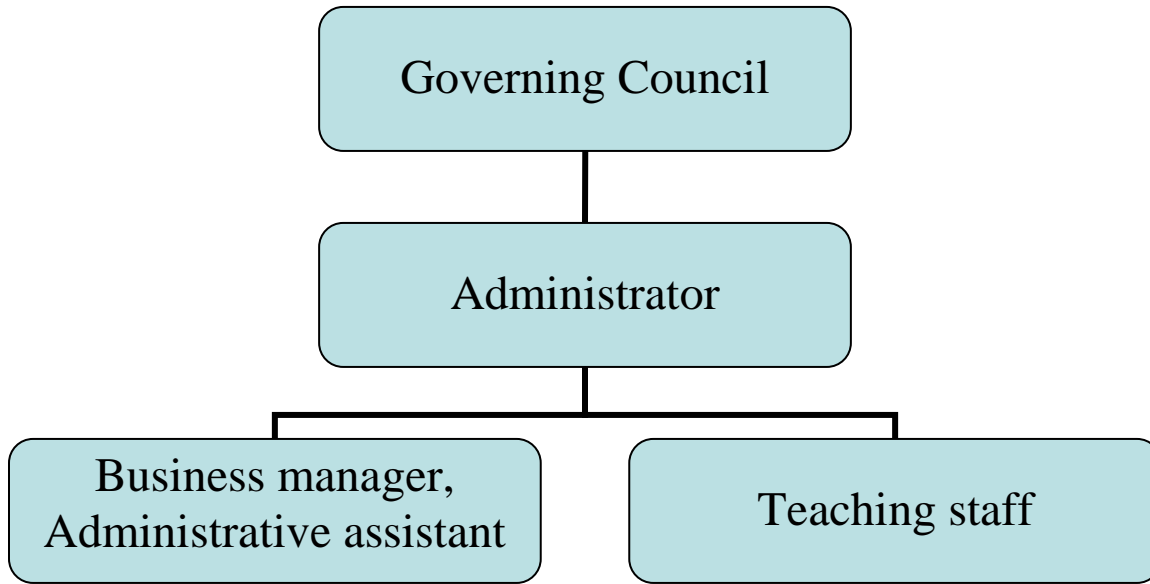 Governing Council
Administrator
Business manager,
Administrative assistant
Teaching staff